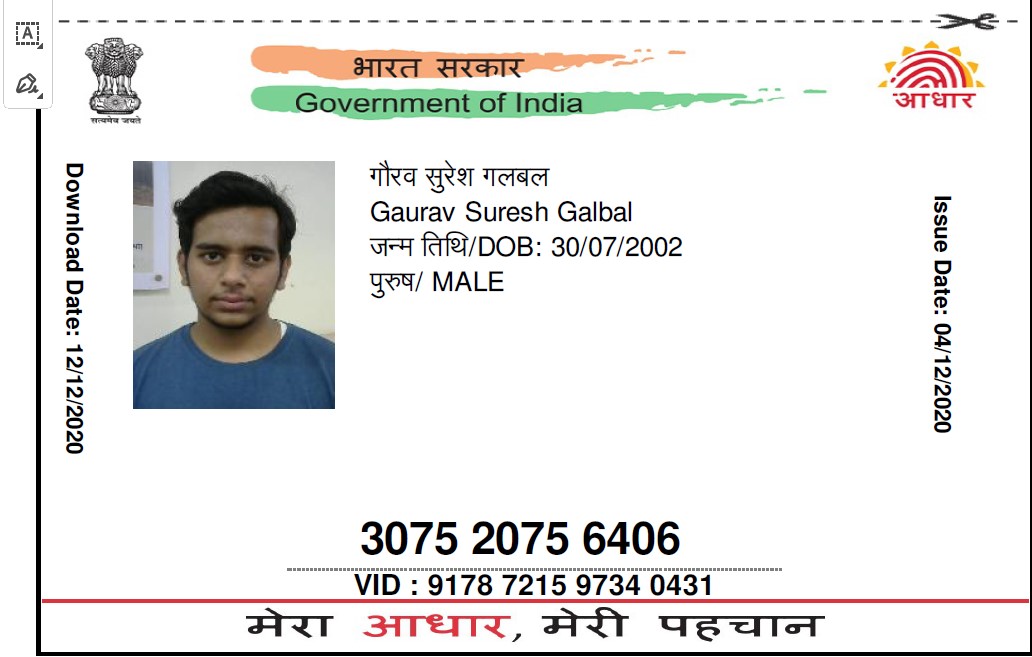 भारत सरकार
Government of India
सत्यमेव जयते
आधार
Download Date: 12/12/2020
गौरव सुरेश गलबल
Gaurav Suresh Galbal
जन्म तिथि/DOB: 30/07/2002
पुरुष/ MALE
Issue Date: 04/12/2020
3075 2075 6406
VID : 9178 7215 9734 0431
मेरा आधार, मेरी पहचान